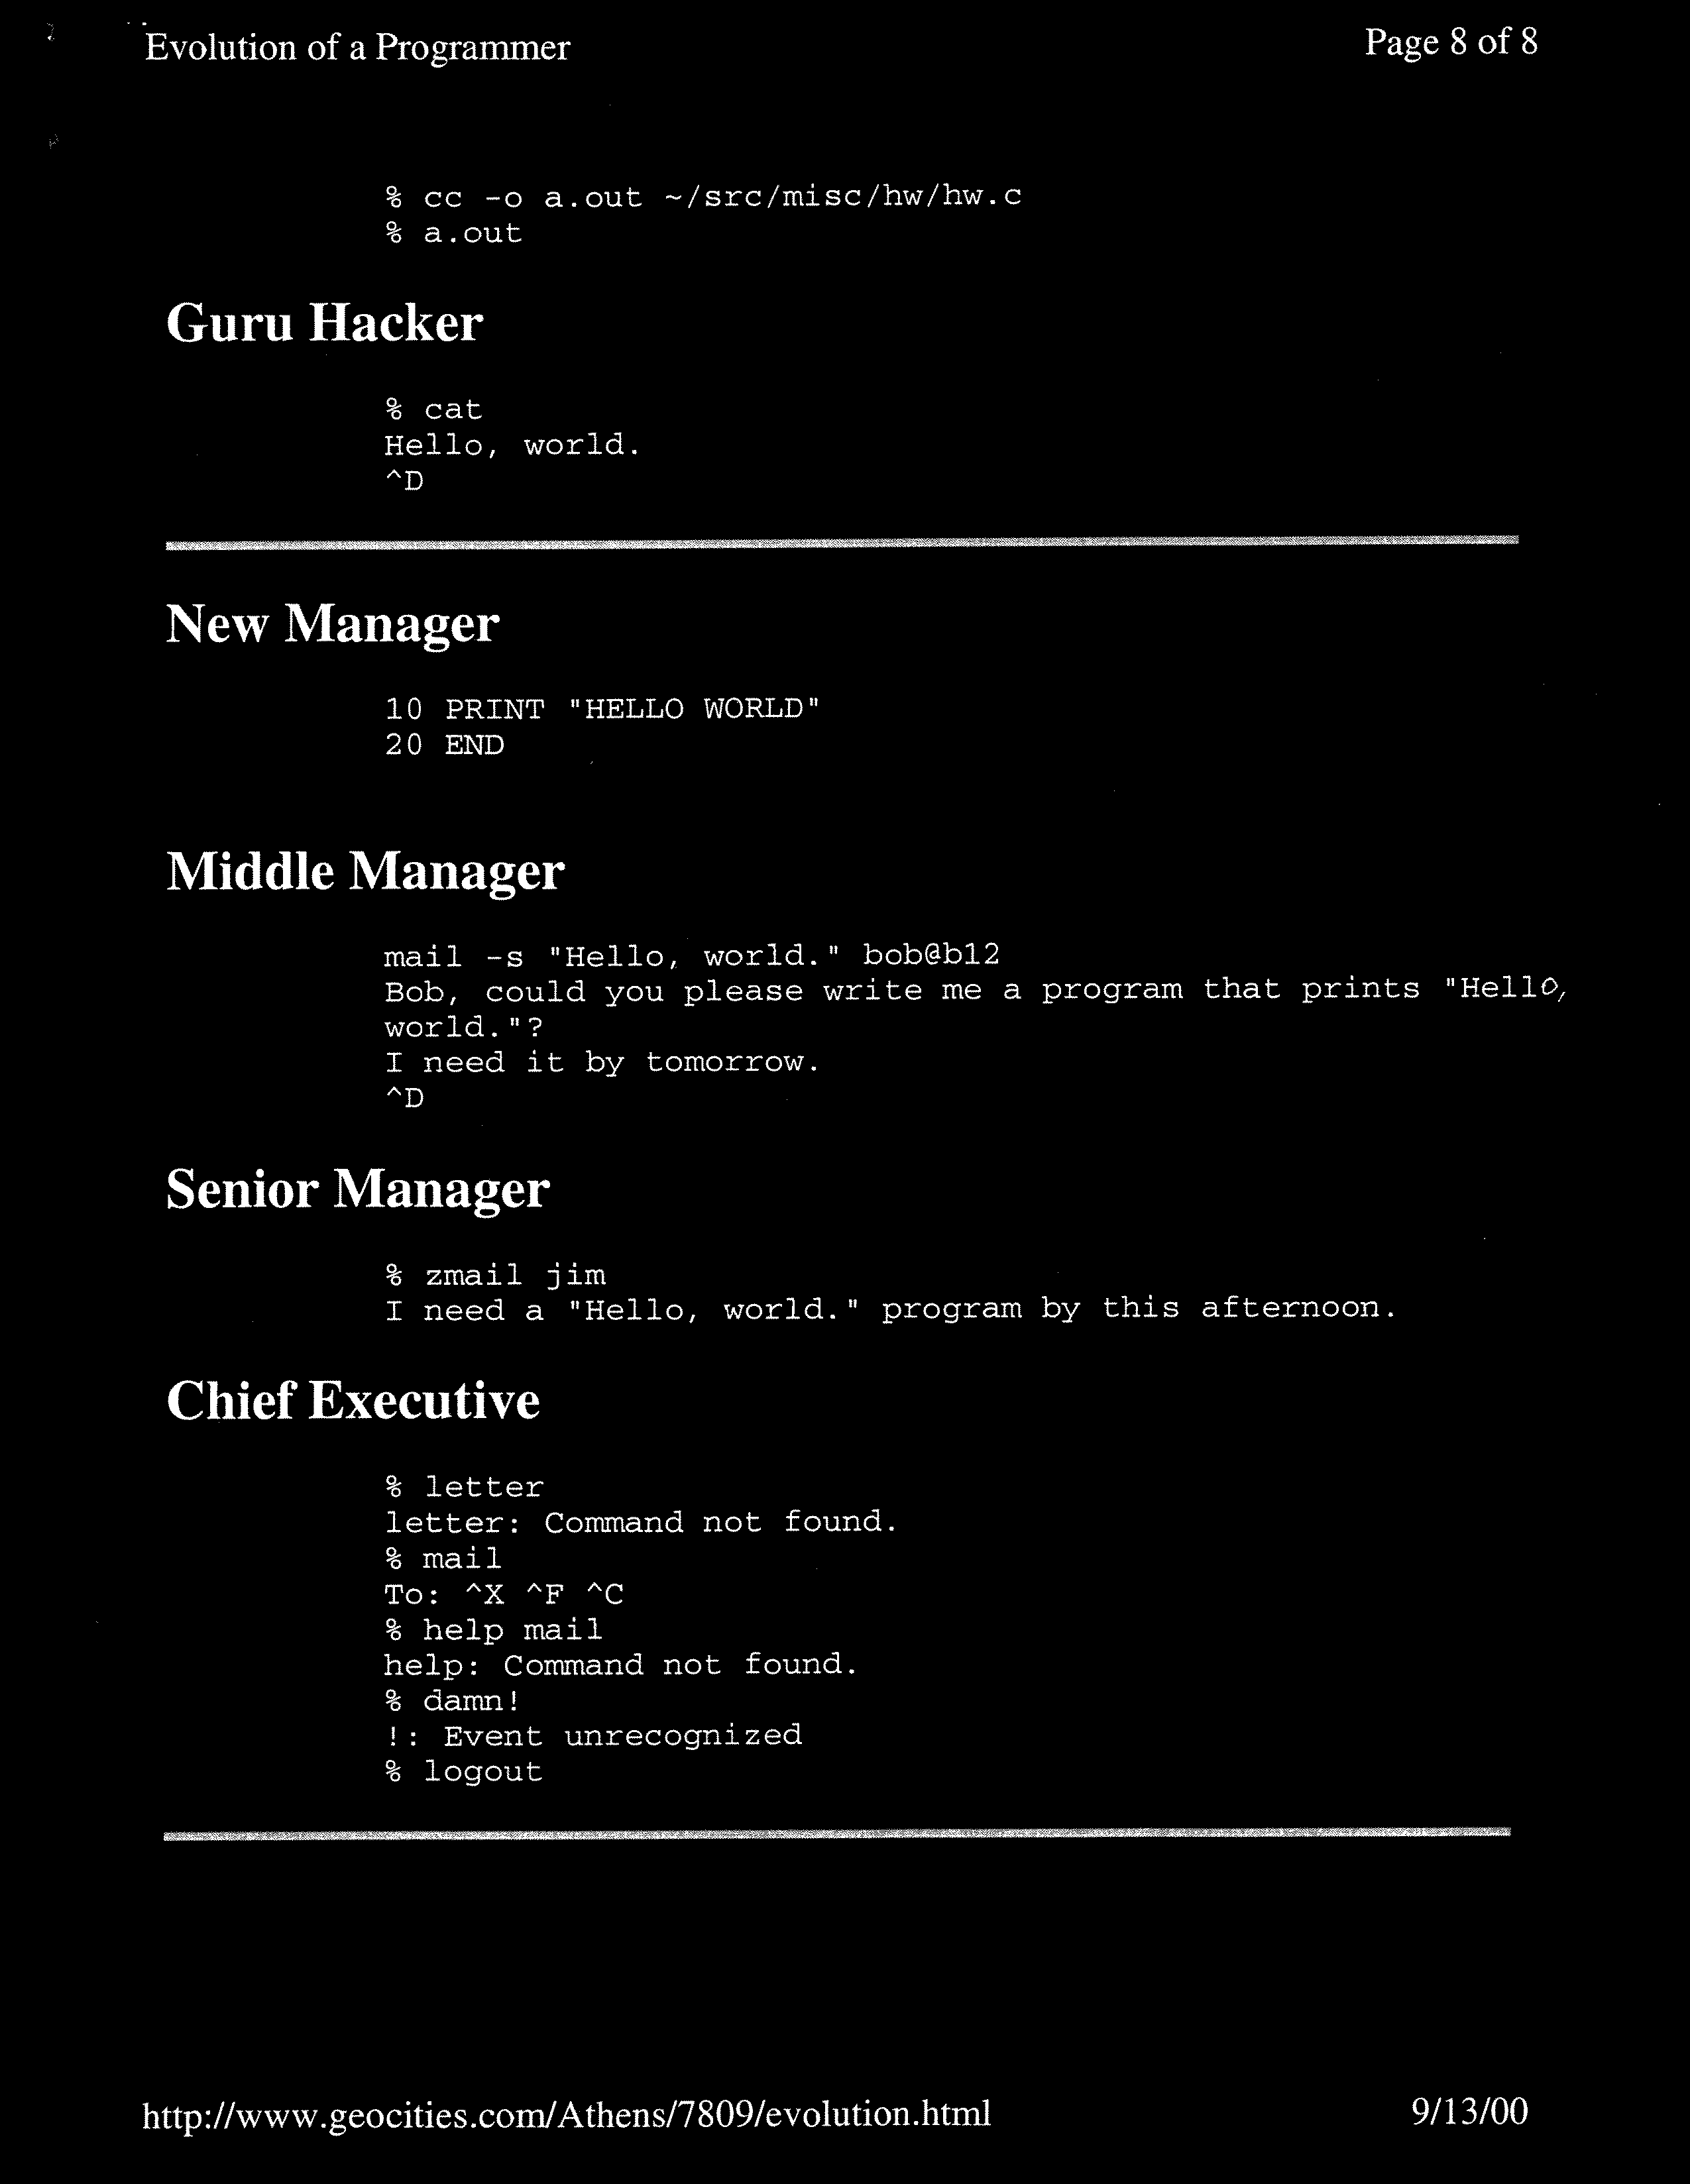 Evolution of a Programmer
Page 8 of 8
% cc -o a.out ~/src/misc/hw/hw.c
% a.out
Guru Hacker
% cat
Hello, world.
^D
New Manager
10 PRINT "HELLO WORLD"
20 END
Middle Manager
mail -s "Hello, world." bob@b12
Bob, could you please write me a program that prints "Hello,
world."?
I need it by tomorrow.
^D
Senior Manager
% zmail jim
I need a "Hello, world." program by this afternoon.
Chief Executive
% letter
letter: Command not found.
% mail
To: ^X ^F ^C
% help mail
help: Command not found.
% damn!
!: Event unrecognized
% logout
http://www.geocities.com/Athens/7809/evolution.html
9/13/00